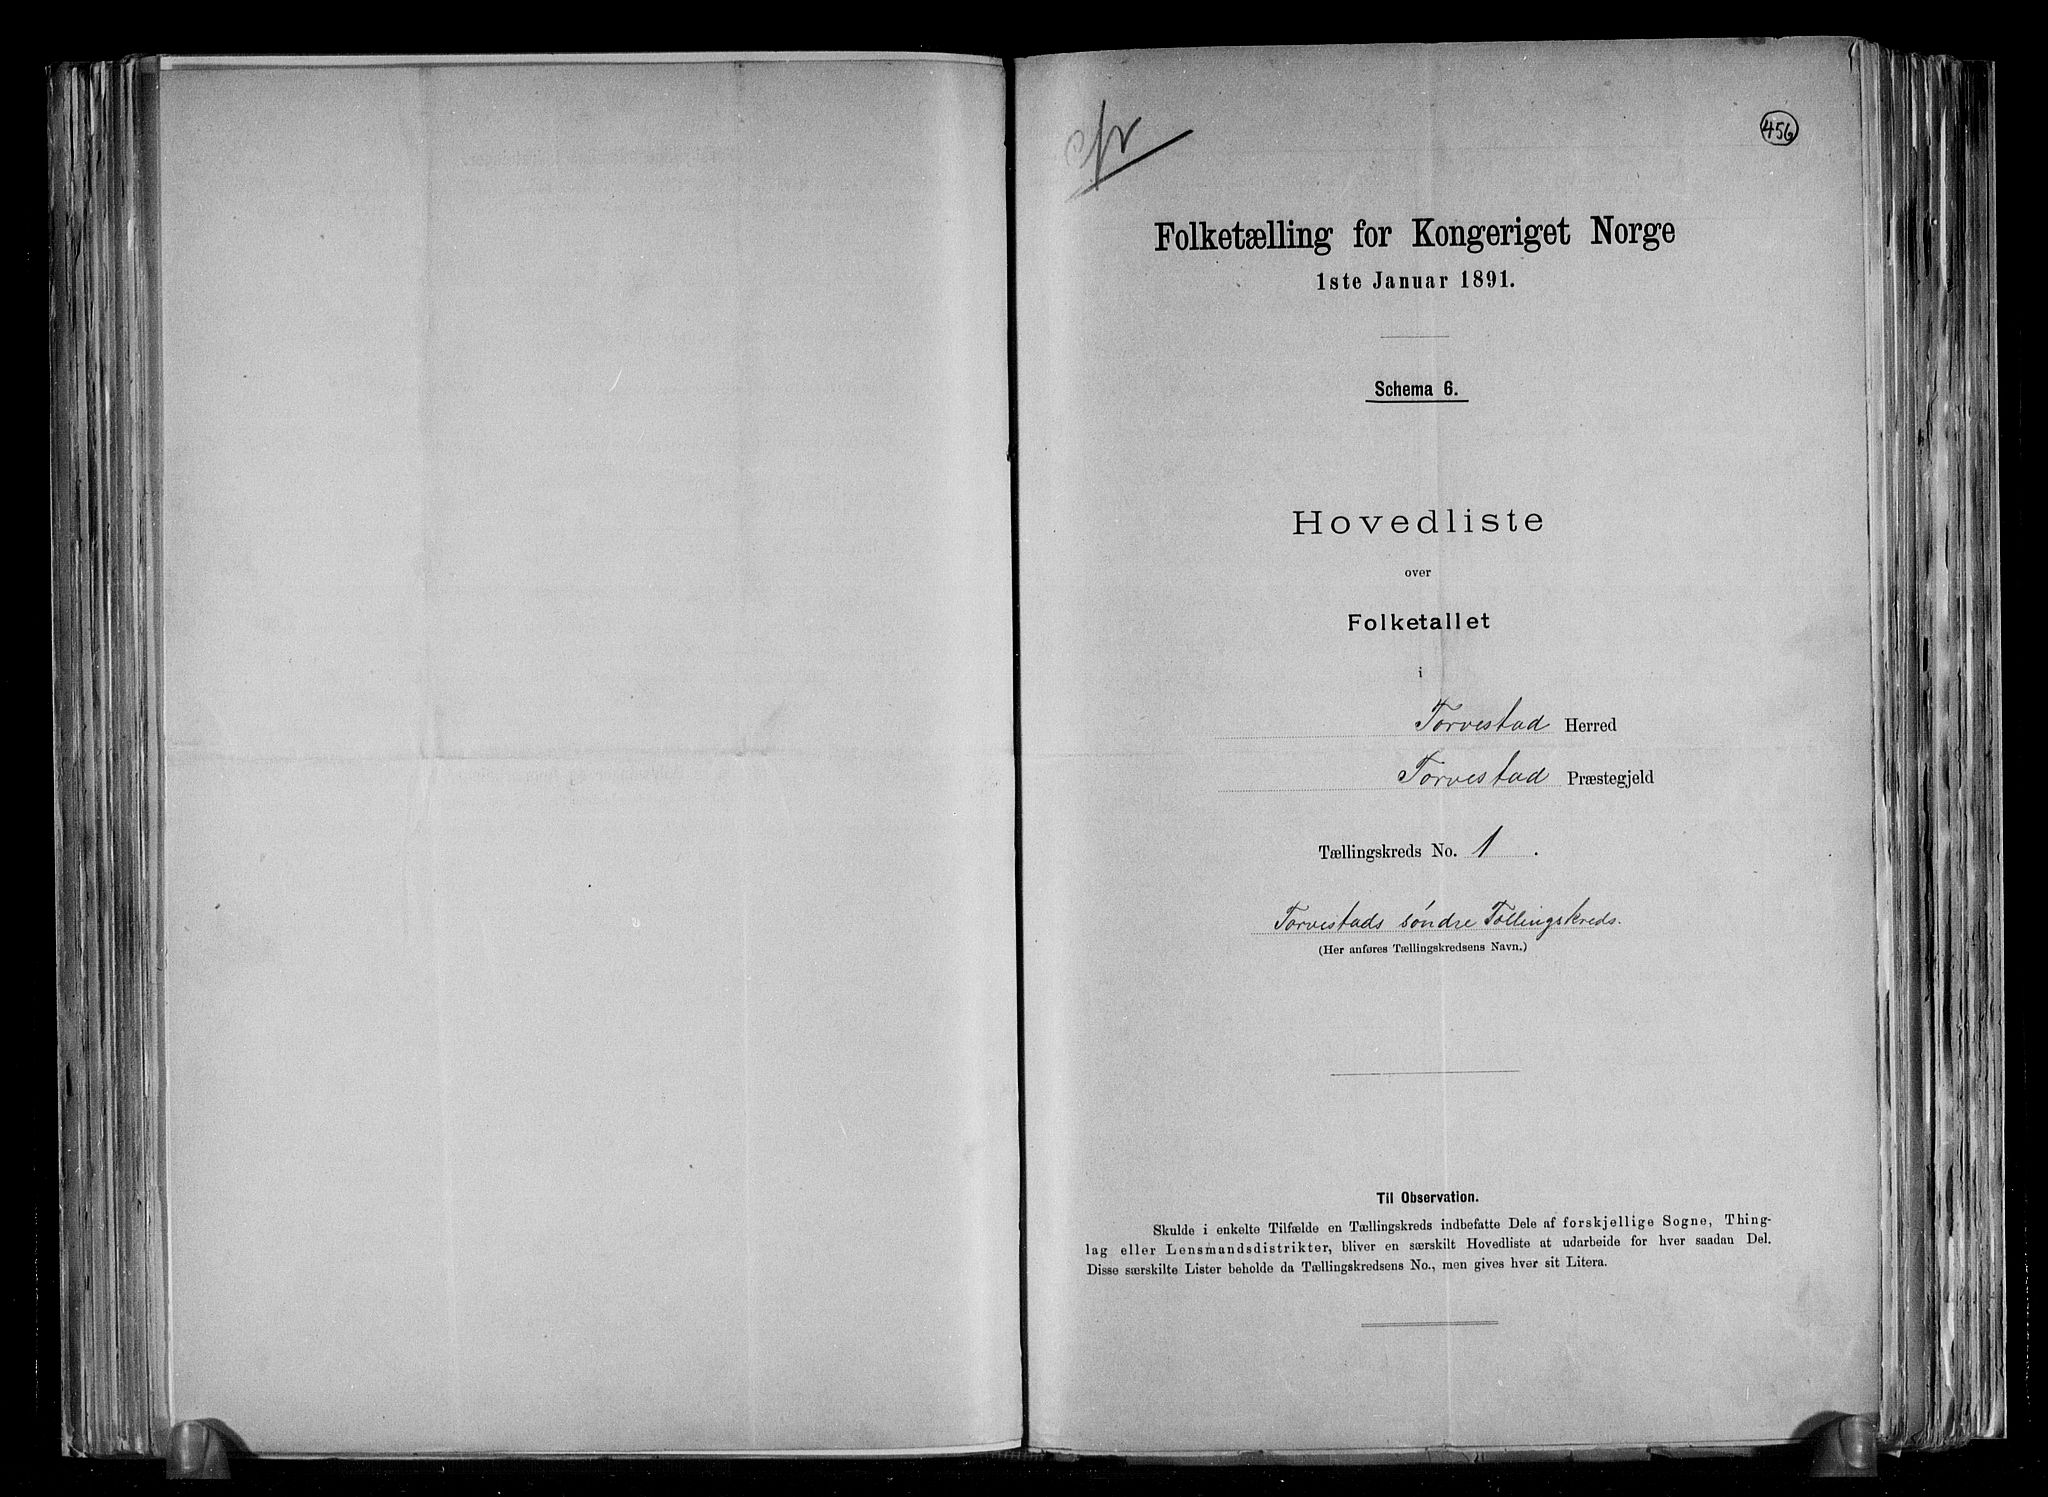 cfr
456
Folketælling for Kongeriget Norge
1ste Januar 1891.
Schema 6.
Hovedliste
over
Folketallet
i
Torvestad Herred
Torvestad Præstegjeld
Tællingskreds No. 1.
Torvestads søndre Tællingskreds.
(Her anføres Tællingskredsens Navn.)
Til Observation.
Skulde i enkelte Tilfælde en Tællingskreds indbefatte Dele af forskjellige Sogne, Thing-
lag eller Lensmandsdistrikter, bliver en særskilt Hovedliste at udarbeide for hver saadan Del.
Disse særskilte Lister beholde da Tællingskredsens No., men gives hver sit Litera.